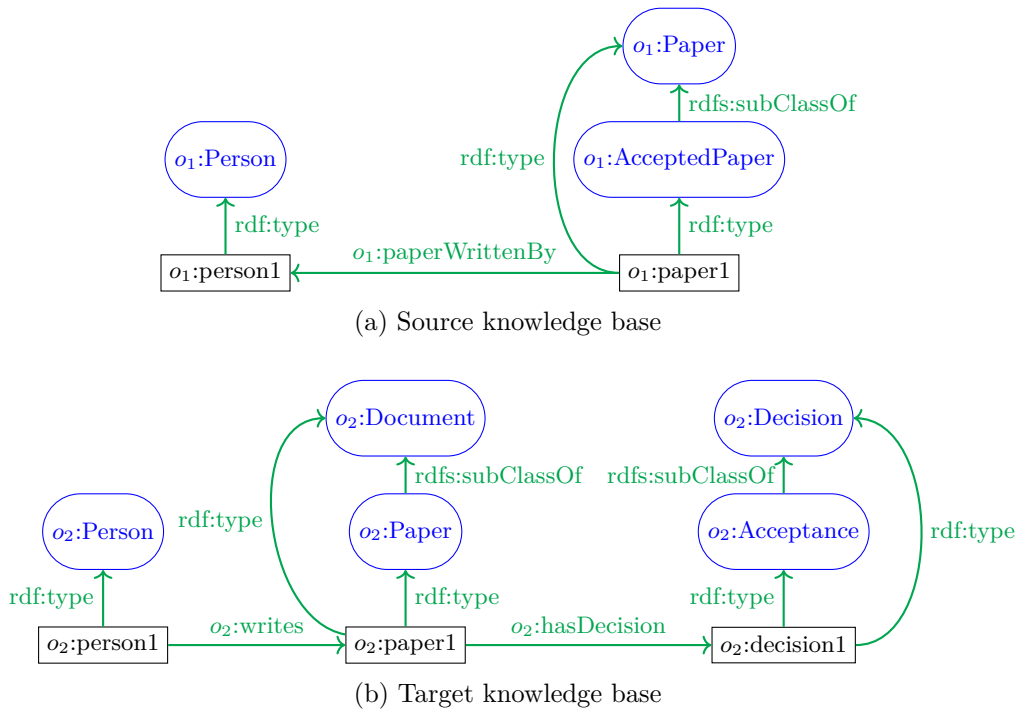 o₁:Paper
rdfs:subClassOf
o₁:Person
rdf:type
o₁:AcceptedPaper
rdf:type
rdf:type
o₁:paperWrittenBy
o₁:person1
o₁:paper1
(a) Source knowledge base
o₂:Document
o₂:Decision
rdfs:subClassOf
rdfs:subClassOf
o₂:Person
rdf:type
o₂:Paper
o₂:Acceptance
rdf:type
rdf:type
rdf:type
rdf:type
o₂:writes
o₂:hasDecision
o₂:person1
o₂:paper1
o₂:decision1
(b) Target knowledge base